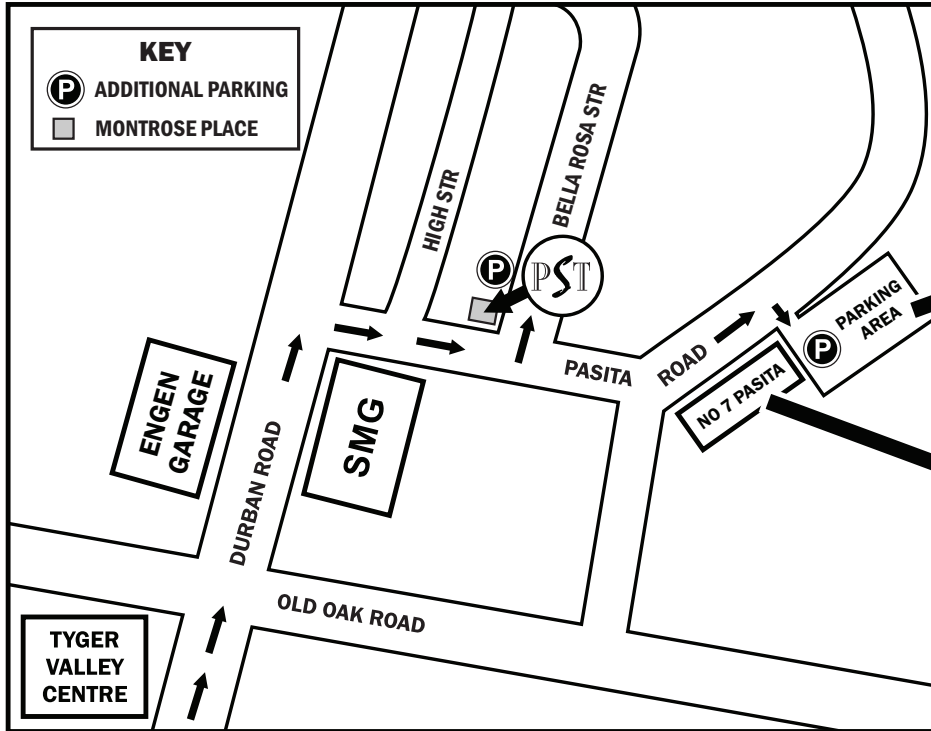 KEY
P ADDITIONAL PARKING
MONTROSE PLACE
BELLA ROSA STR
HIGH STR
P
PST
PARKING
AREA
P
PASITA ROAD
NO 7 PASITA
ENGEN
GARAGE
SMG
DURBAN ROAD
OLD OAK ROAD
TYGER
VALLEY
CENTRE